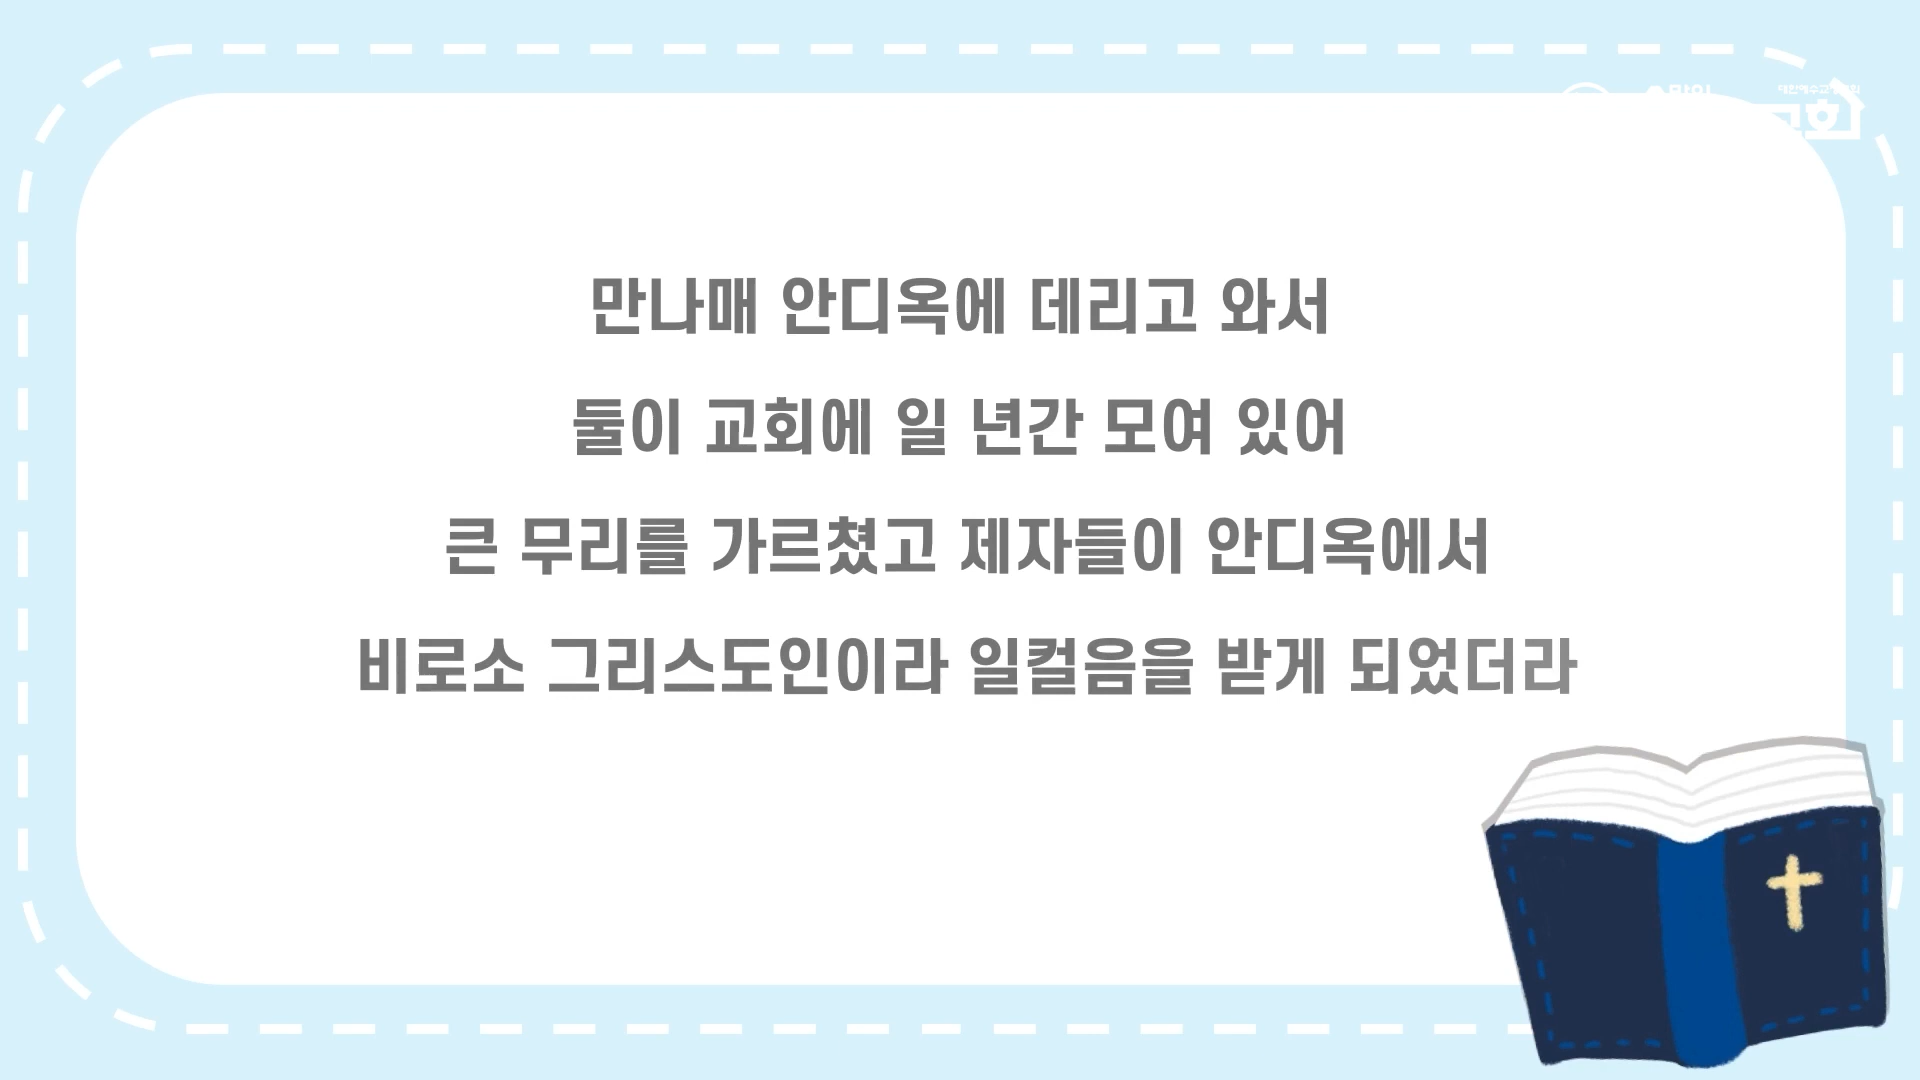 만나매 안디옥에 데리고 와서
둘이 교회에 일 년간 모여 있어
큰 무리를 가르쳤고 제자들이 안디옥에서
비로소 그리스도인이라 일컬음을 받게 되었더라